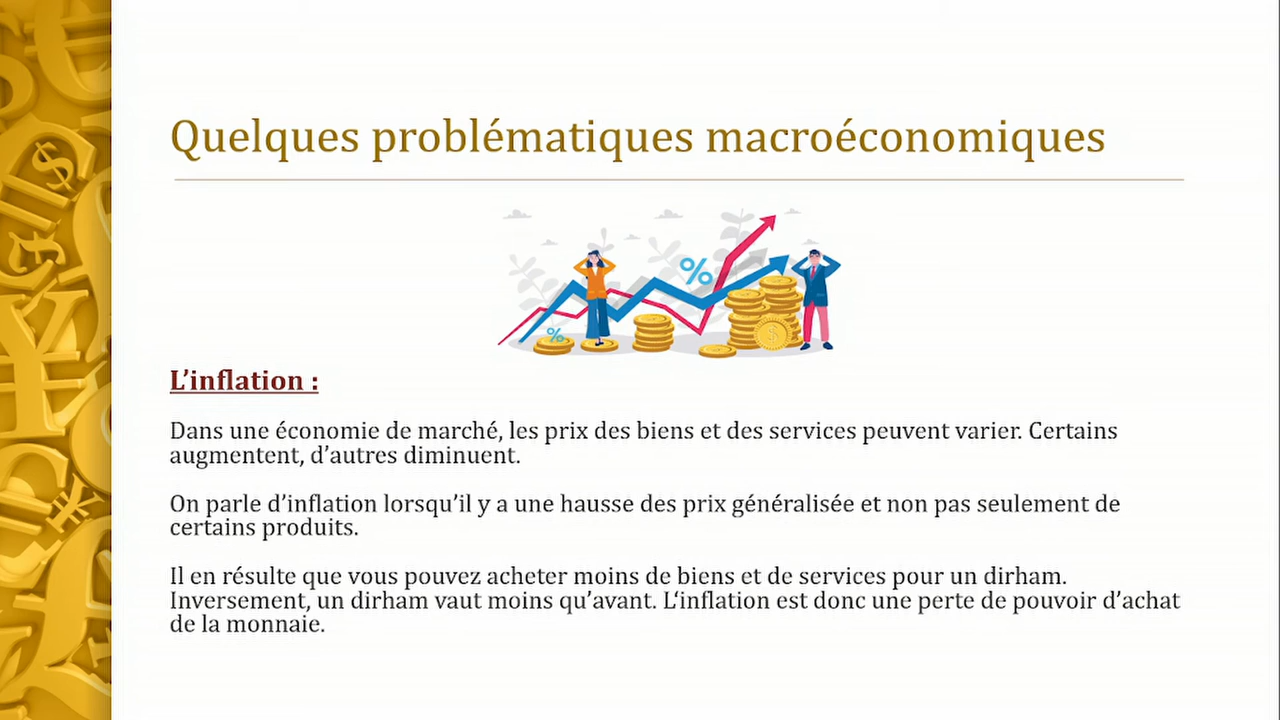 Quelques problématiques macroéconomiques
%
%
L’inflation :
Dans une économie de marché, les prix des biens et des services peuvent varier. Certains
augmentent, d’autres diminuent.
On parle d’inflation lorsqu’il y a une hausse des prix généralisée et non pas seulement de
certains produits.
Il en résulte que vous pouvez acheter moins de biens et de services pour un dirham.
Inversement, un dirham vaut moins qu’avant. L‘inflation est donc une perte de pouvoir d’achat
de la monnaie.